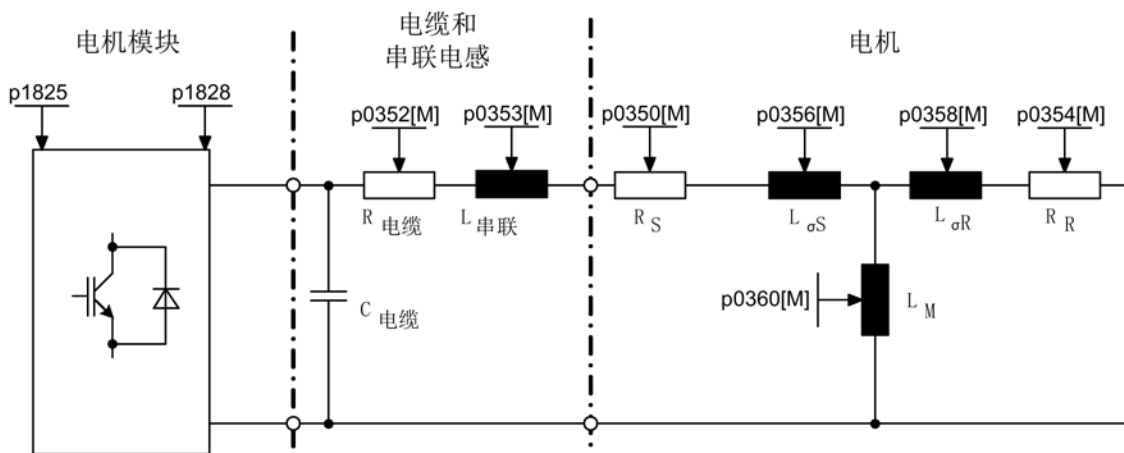 电机模块
电缆和
串联电感
电机
p1825
p1828
p0352[M]
p0353[M]
p0350[M]
p0356[M]
p0358[M]
p0354[M]
R 电缆
L 串联
R S
L σS
L σR
R R
C 电缆
p0360[M]
L M